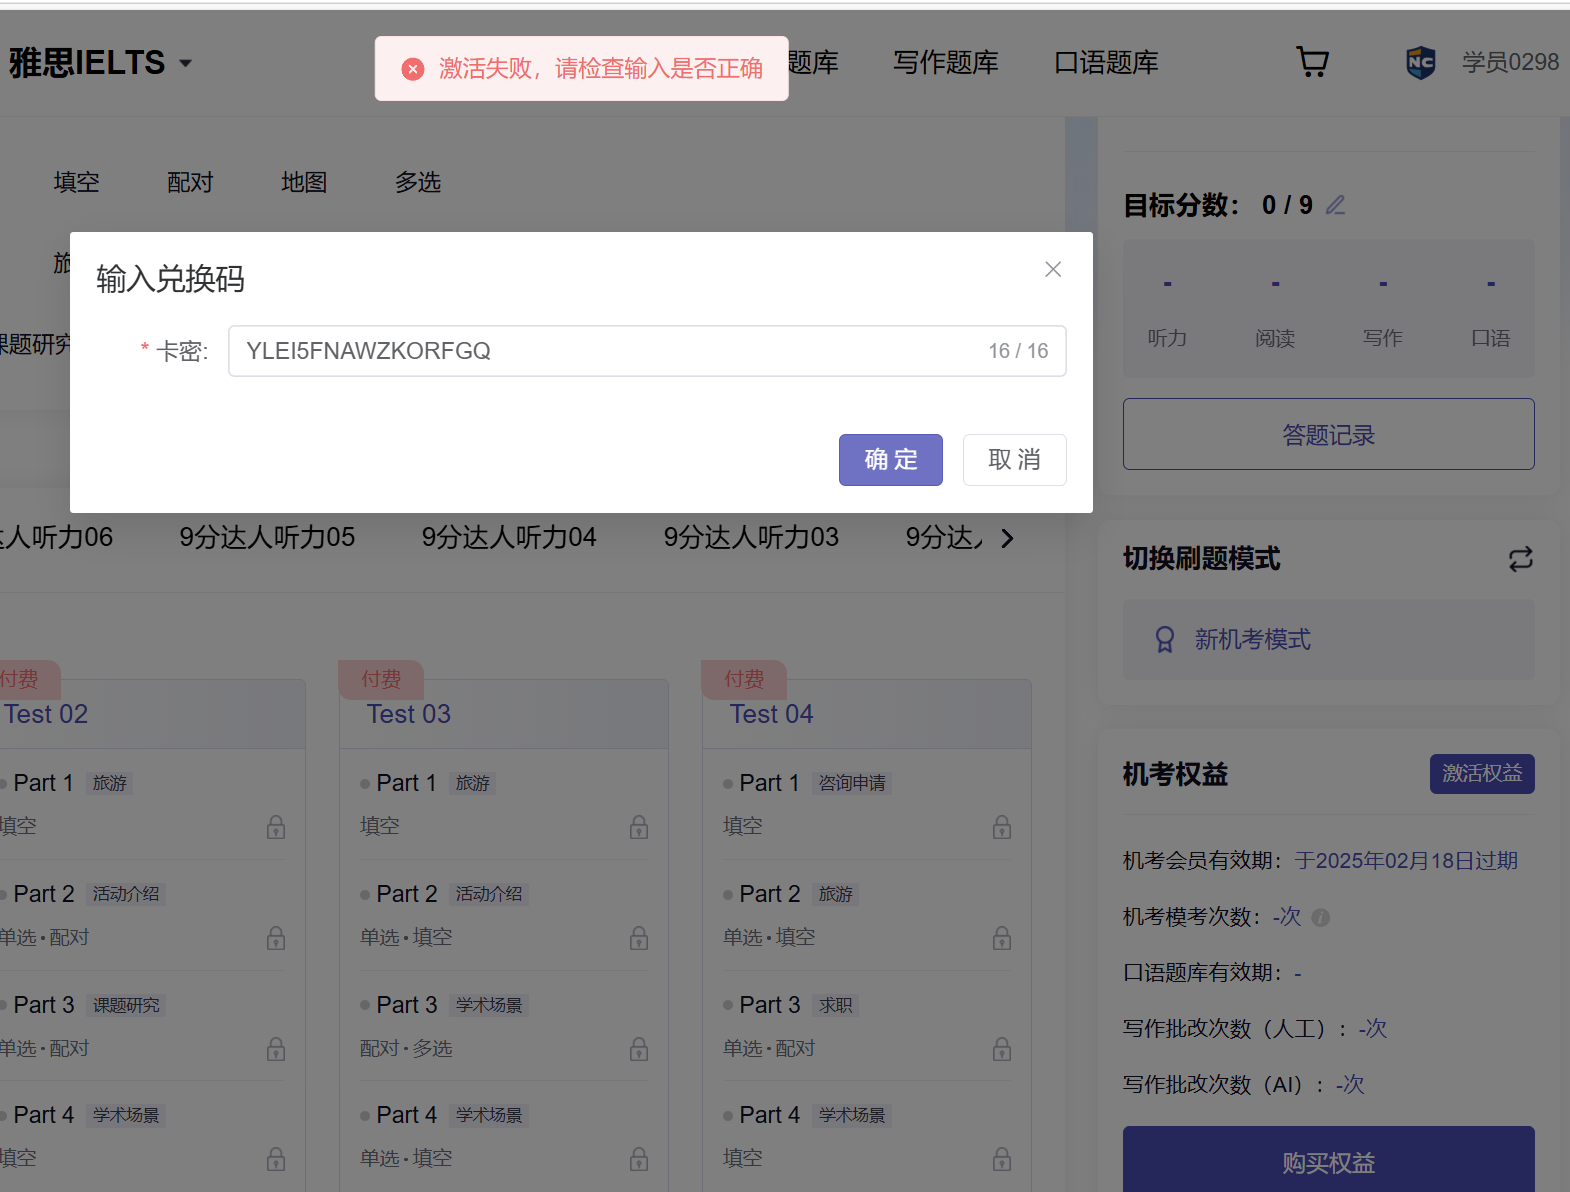 雅思IELTS
激活失败，请检查输入是否正确
题库
写作题库
口语题库
NC
学员0298
填空
配对
地图
多选
目标分数： 0 / 9
-
-
-
-
听力
阅读
写作
口语
答题记录
旅
课题研究
输入兑换码
* 卡密:
YLEI5FNAWZKORFGQ
16 / 16
确 定
取 消
达人听力06
9分达人听力05
9分达人听力04
9分达人听力03
9分达人
切换刷题模式
新机考模式
付费
Test 02
Part 1 旅游
填空
Part 2 活动介绍
单选·配对
Part 3 课题研究
单选·配对
Part 4 学术场景
填空
付费
Test 03
Part 1 旅游
填空
Part 2 活动介绍
单选·填空
Part 3 学术场景
配对·多选
Part 4 学术场景
单选·填空
付费
Test 04
Part 1 咨询申请
填空
Part 2 旅游
单选·填空
Part 3 求职
单选·配对
Part 4 学术场景
填空
机考权益
激活权益
机考会员有效期：于2025年02月18日过期
机考模考次数：-次
口语题库有效期：-
写作批改次数（人工）：-次
写作批改次数（AI）：-次
购买权益